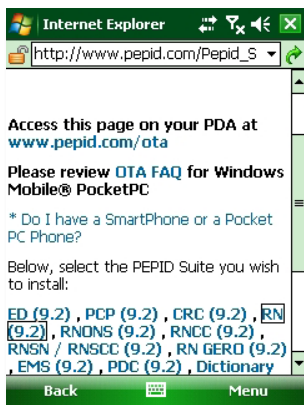 Internet Explorer
http://www.pepid.com/Pepid_S
Access this page on your PDA at
www.pepid.com/ota
Please review OTA FAQ for Windows
Mobile® PocketPC
* Do I have a SmartPhone or a Pocket
PC Phone?
Below, select the PEPID Suite you wish
to install:
ED (9.2) , PCP (9.2) , CRC (9.2) , RN
(9.2) , RNONS (9.2) , RNCC (9.2) ,
RNSN / RNSCC (9.2) , RN GERO (9.2)
, EMS (9.2) , PDC (9.2) , Dictionary
Back Menu